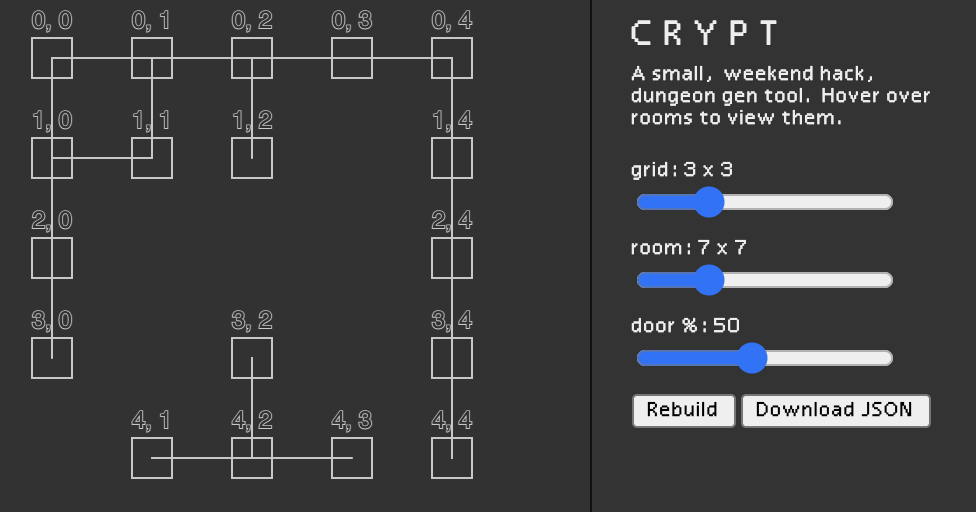 0, 0 0, 1 0, 2 0, 3 0, 4
1, 0 1, 1 1, 2 1, 4
2, 0 2, 4
3, 0 3, 2 3, 4
4, 1 4, 2 4, 3 4, 4
CRYPT
A small, weekend hack,
dungeon gen tool. Hover over
rooms to view them.
grid: 3 x 3
room: 7 x 7
door %: 50
Rebuild Download JSON